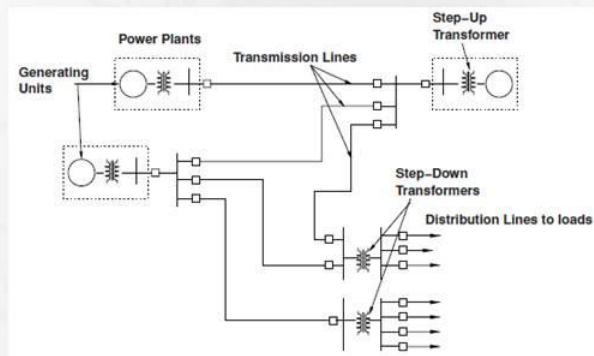 Step–Up
Transformer
Power Plants
Transmission Lines
Generating
Units
Step–Down
Transformers
Distribution Lines to loads